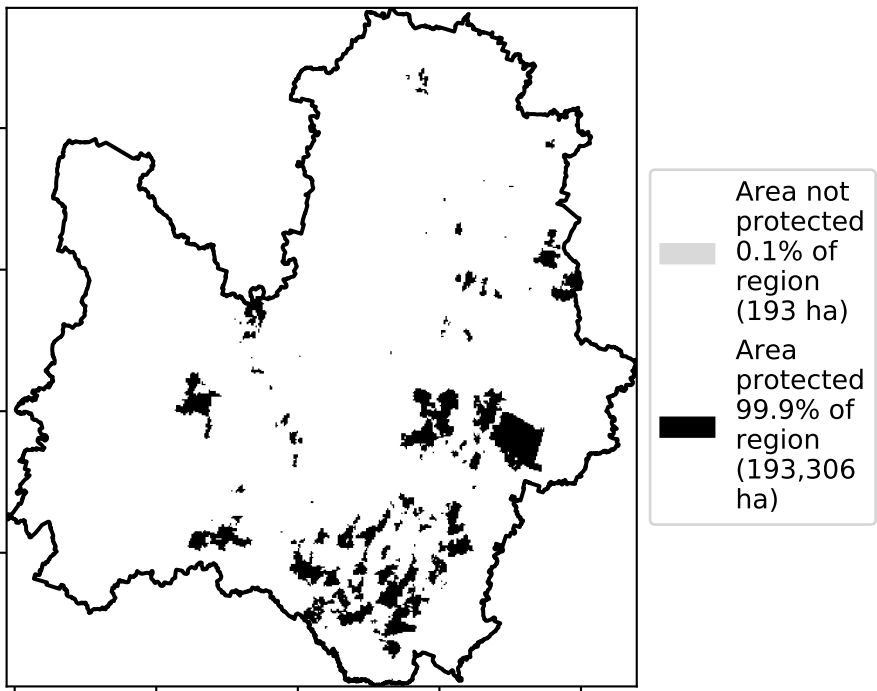 Area not
protected
0.1% of
region
(193 ha)
Area
protected
99.9% of
region
(193,306
ha)